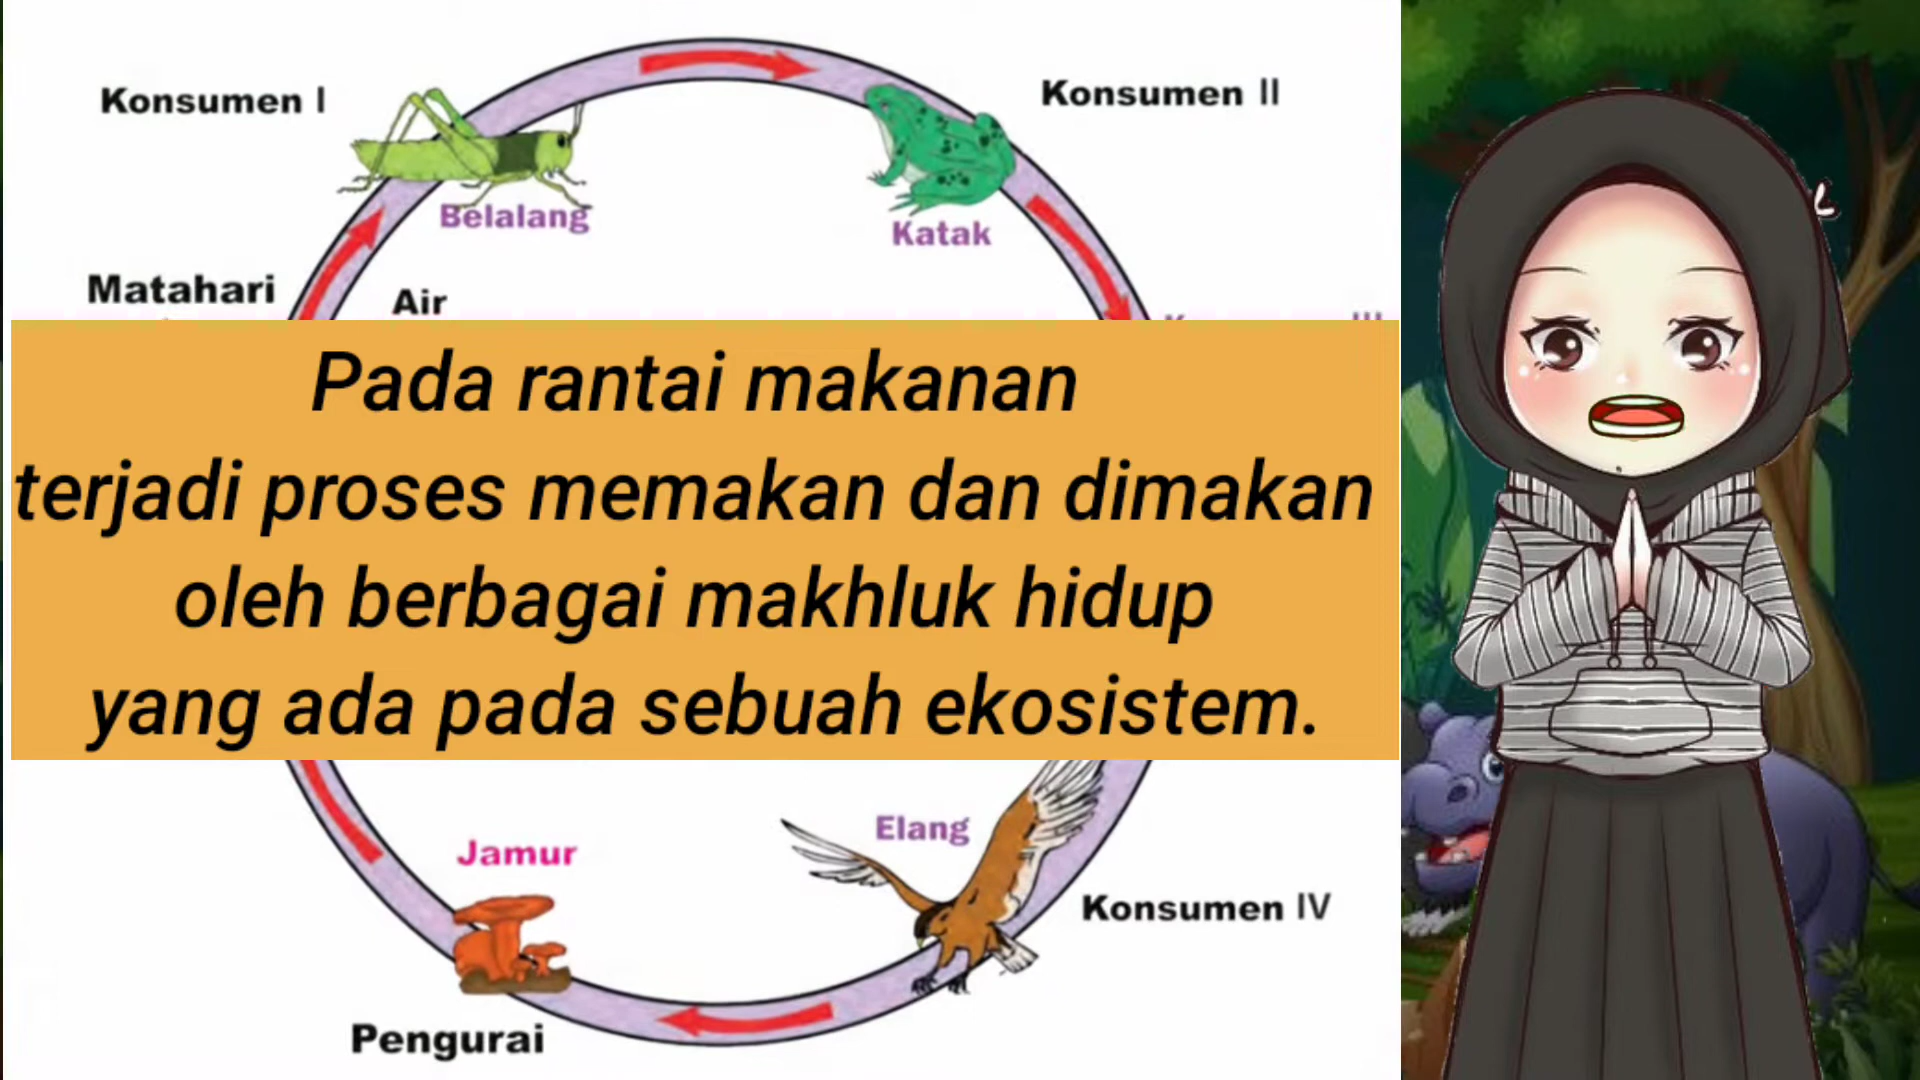 Konsumen I
Konsumen II
Belalang
Katak
Matahari
Air
Pada rantai makanan
terjadi proses memakan dan dimakan
oleh berbagai makhluk hidup
yang ada pada sebuah ekosistem.
Elang
Jamur
Konsumen IV
Pengurai